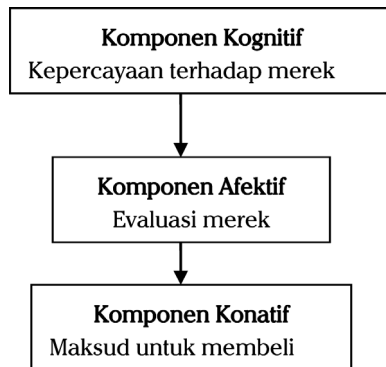 Komponen Kognitif
Kepercayaan terhadap merek
Komponen Afektif
Evaluasi merek
Komponen Konatif
Maksud untuk membeli